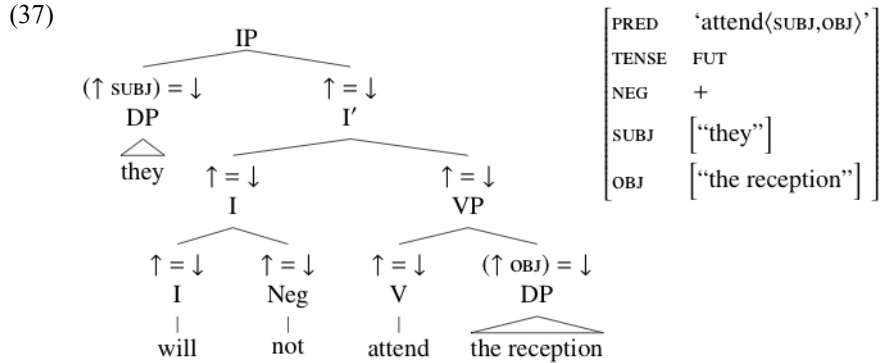 (37)
IP
(↑ SUBJ) = ↓ ↑ = ↓
DP I′
they ↑ = ↓ ↑ = ↓
I VP
↑ = ↓ ↑ = ↓ ↑ = ↓ (↑ OBJ) = ↓
I Neg V DP
will not attend the reception
PRED ‘attend⟨SUBJ,OBJ⟩’
TENSE FUT
NEG +
SUBJ [“they”]
OBJ [“the reception”]